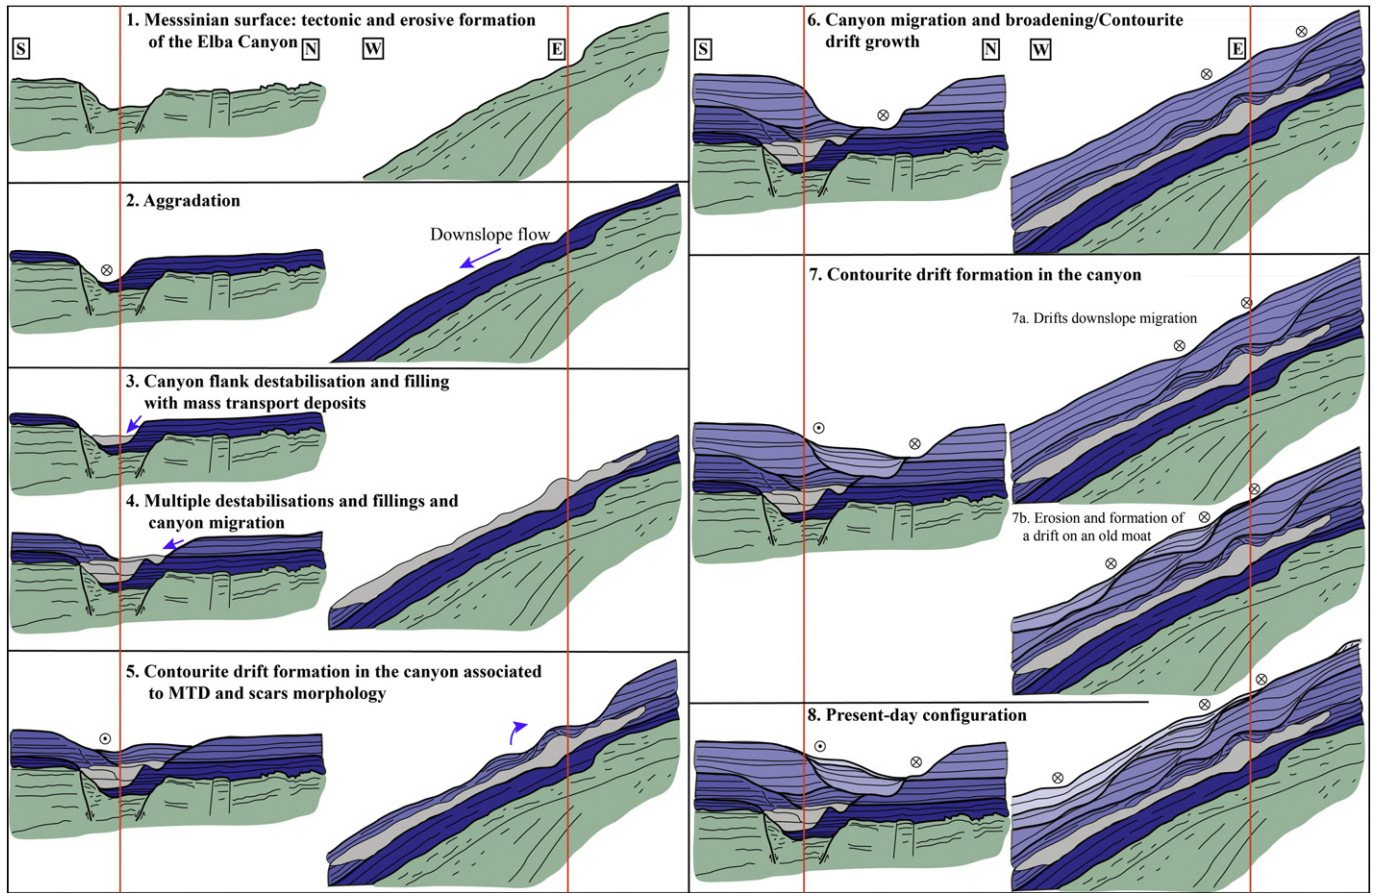 1. Messsinian surface: tectonic and erosive formation
of the Elba Canyon
S
N
W
E
2. Aggradation
Downslope flow
3. Canyon flank destabilisation and filling
with mass transport deposits
4. Multiple destabilisations and fillings and
canyon migration
5. Contourite drift formation in the canyon associated
to MTD and scars morphology
6. Canyon migration and broadening/Contourite
drift growth
S
N
W
E
7. Contourite drift formation in the canyon
7a. Drifts downslope migration
7b. Erosion and formation of
a drift on an old moat
8. Present-day configuration